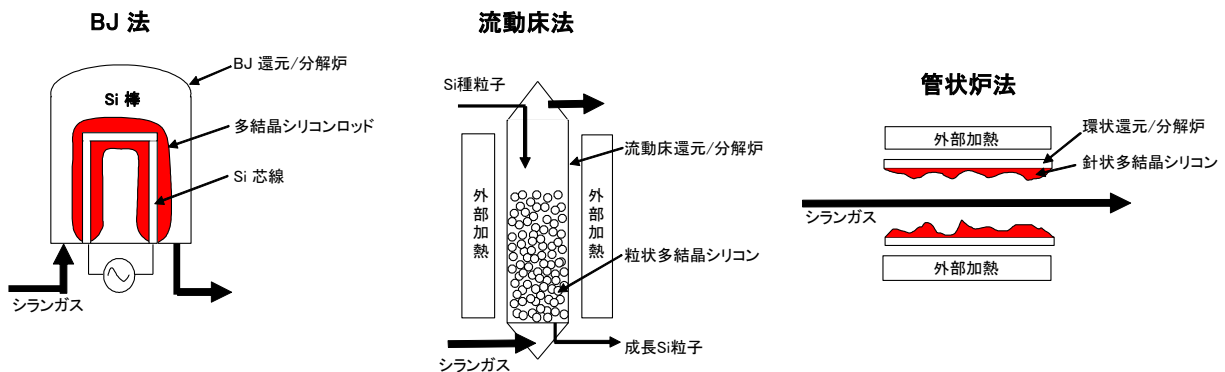 BJ 法
BJ 還元/分解炉
Si 棒
多結晶シリコンロッド
Si 芯線
シランガス
流動床法
Si種粒子
流動床還元/分解炉
外部加熱
外部加熱
粒状多結晶シリコン
シランガス
成長Si粒子
管状炉法
外部加熱
環状還元/分解炉
針状多結晶シリコン
シランガス
外部加熱